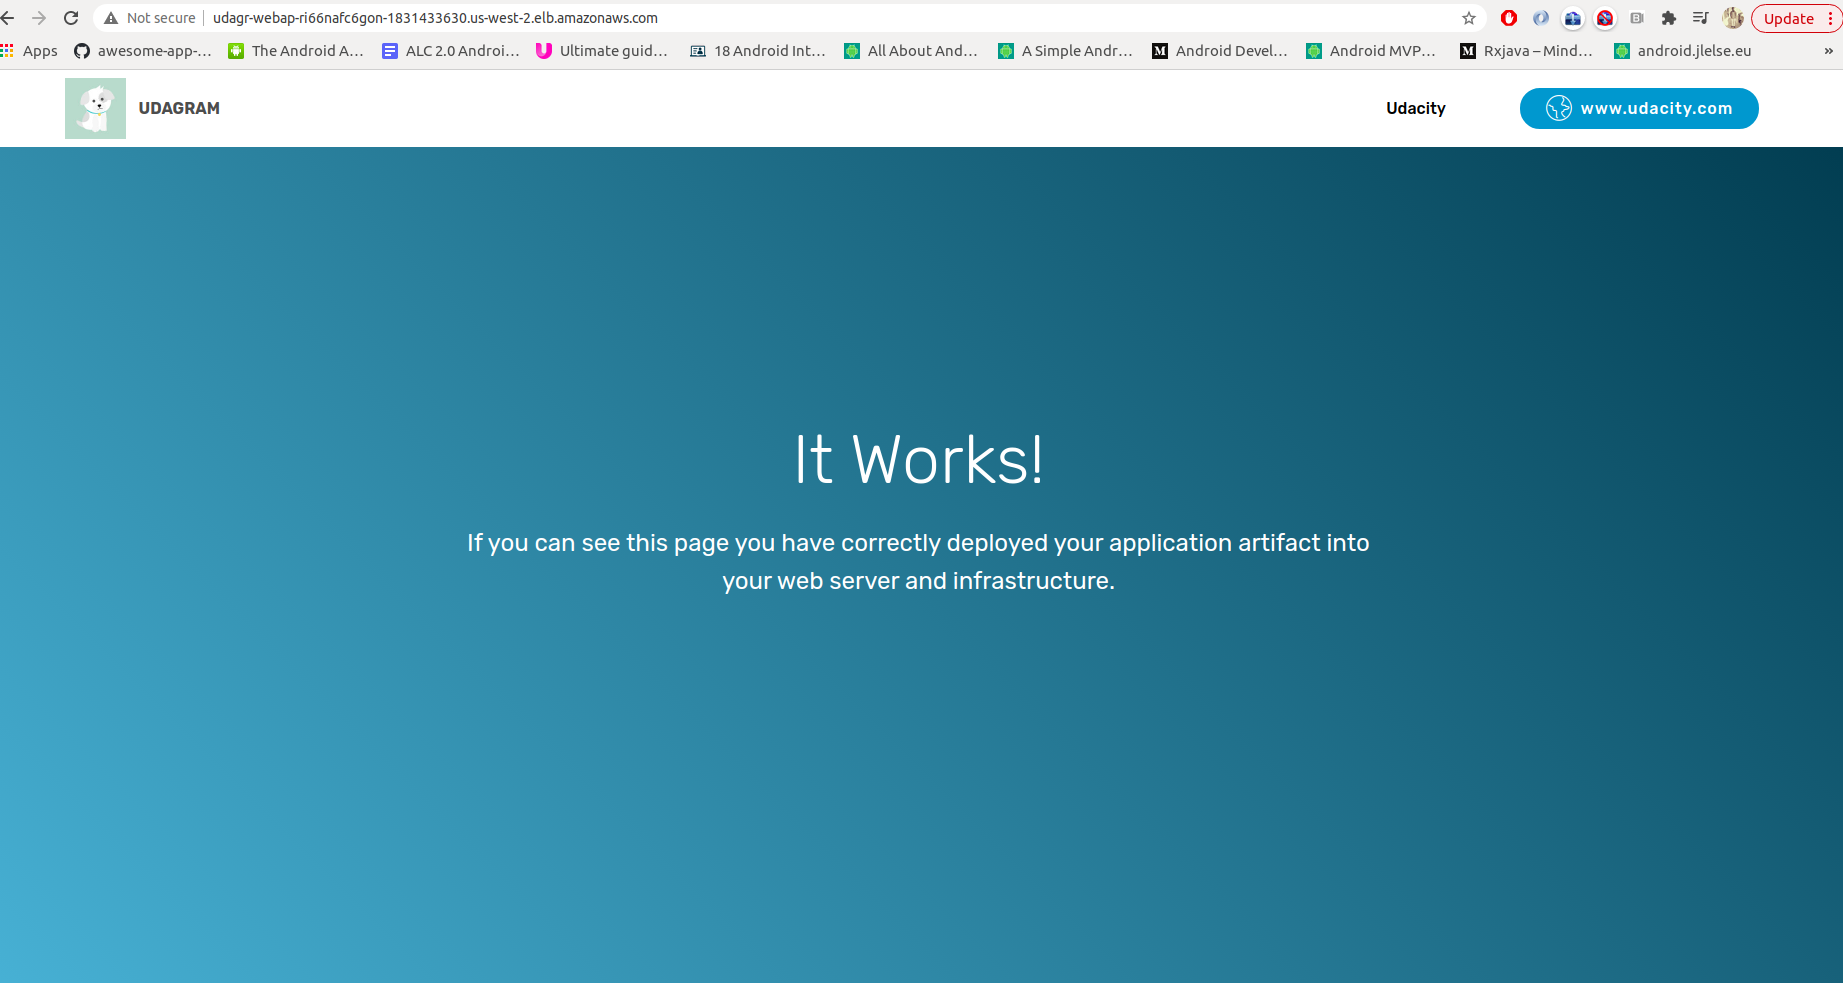 Not secure udagr-webap-ri66nafc6gon-1831433630.us-west-2.elb.amazonaws.com Update
Apps awesome-app-... The Android A... ALC 2.0 Androi... Ultimate guid... 18 Android Int... All About And... A Simple Andr... Android Devel... Android MVP... Rxjava – Mind... android.jlelse.eu »
UDAGRAM Udacity www.udacity.com
It Works!
If you can see this page you have correctly deployed your application artifact into
your web server and infrastructure.